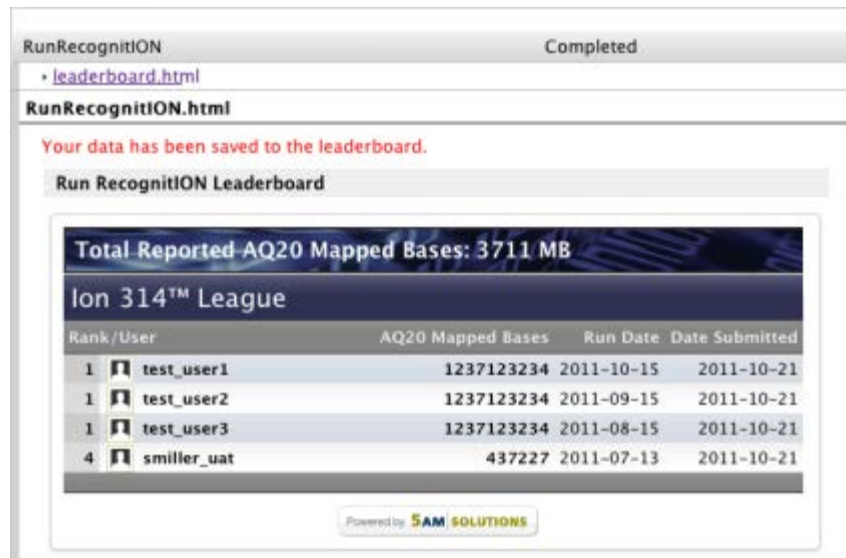 RunRecognitION Completed
leaderboard.html
RunRecognitION.html
Your data has been saved to the leaderboard.
Run RecognitION Leaderboard
Total Reported AQ20 Mapped Bases: 3711 MB
Ion 314™ League
Rank/User AQ20 Mapped Bases Run Date Date Submitted
1 test_user1 1237123234 2011-10-15 2011-10-21
1 test_user2 1237123234 2011-09-15 2011-10-21
1 test_user3 1237123234 2011-08-15 2011-10-21
4 smiller_uat 437227 2011-07-13 2011-10-21
Powered by 5AM SOLUTIONS